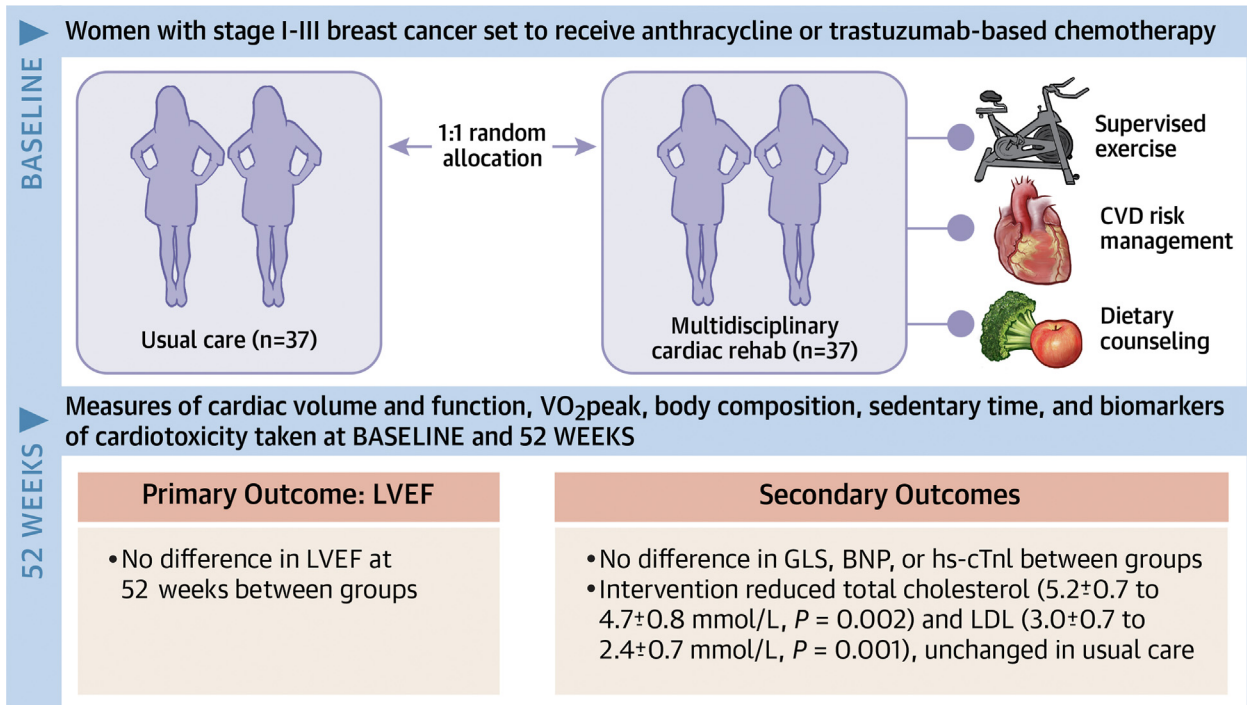 BASELINE
Women with stage I-III breast cancer set to receive anthracycline or trastuzumab-based chemotherapy
1:1 random
allocation
Usual care (n=37)
Multidisciplinary
cardiac rehab (n=37)
Supervised
exercise
CVD risk
management
Dietary
counseling
52 WEEKS
Measures of cardiac volume and function, VO₂peak, body composition, sedentary time, and biomarkers
of cardiotoxicity taken at BASELINE and 52 WEEKS
Primary Outcome: LVEF
•No difference in LVEF at
52 weeks between groups
Secondary Outcomes
•No difference in GLS, BNP, or hs-cTnI between groups
•Intervention reduced total cholesterol (5.2±0.7 to
4.7±0.8 mmol/L, P = 0.002) and LDL (3.0±0.7 to
2.4±0.7 mmol/L, P = 0.001), unchanged in usual care